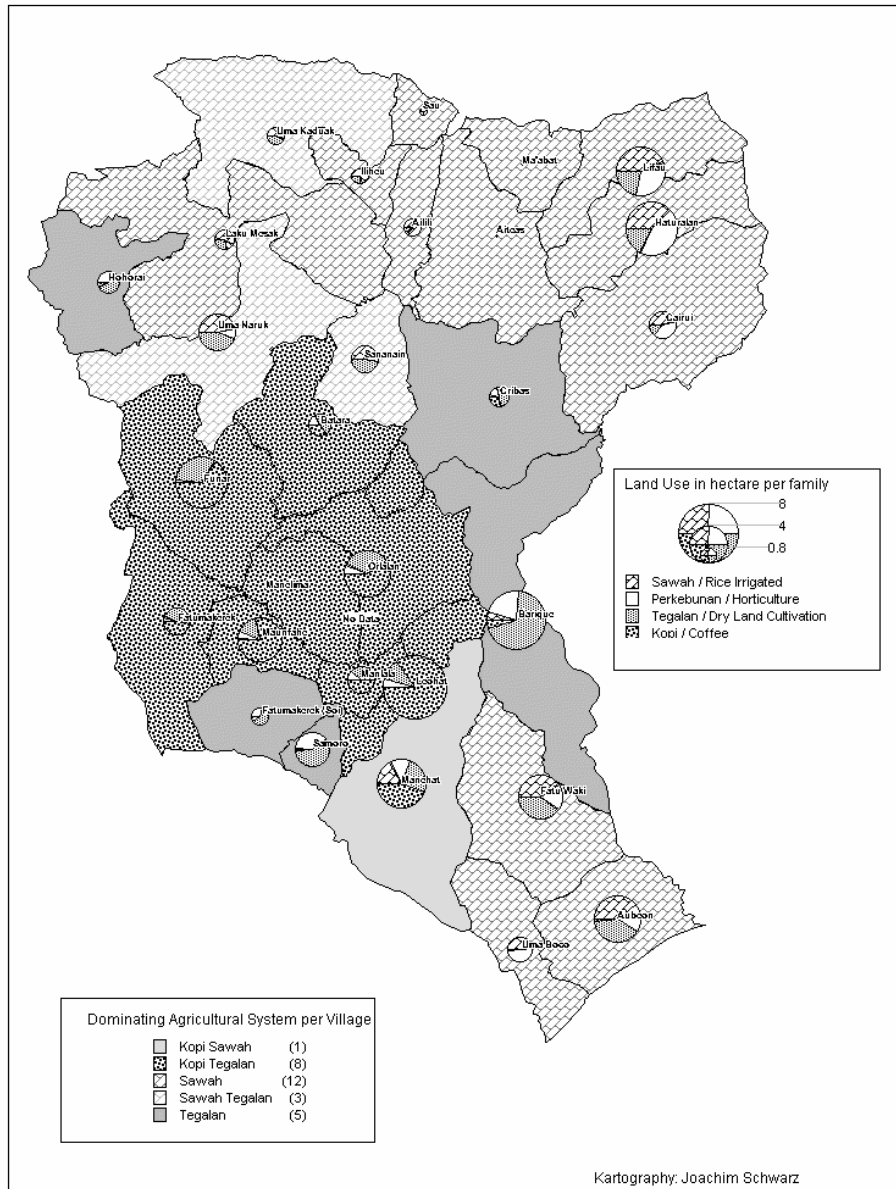 Sau
Uma Kaduak
Ma'abat
Lifau
Iliheu
Ailili
Hatularan
Aiteas
Laku Mesak
Hohorai
Cairui
Uma Naruk
Sananain
Cribas
Batara
Funar
Land Use in hectare per family
8
4
0.8
Sawah / Rice Irrigated
Perkebunan / Horticulture
Tegalan / Dry Land Cultivation
Kopi / Coffee
Orlalan
Manelima
No Data
Barique
Fatumakerek
Maunfahe
Manlala
Leohat
Fatumakerek (Soi)
Samoro
Manehat
Fatu Waki
Aubeon
Uma Boco
Dominating Agricultural System per Village
Kopi Sawah (1)
Kopi Tegalan (8)
Sawah (12)
Sawah Tegalan (3)
Tegalan (5)
Kartography: Joachim Schwarz